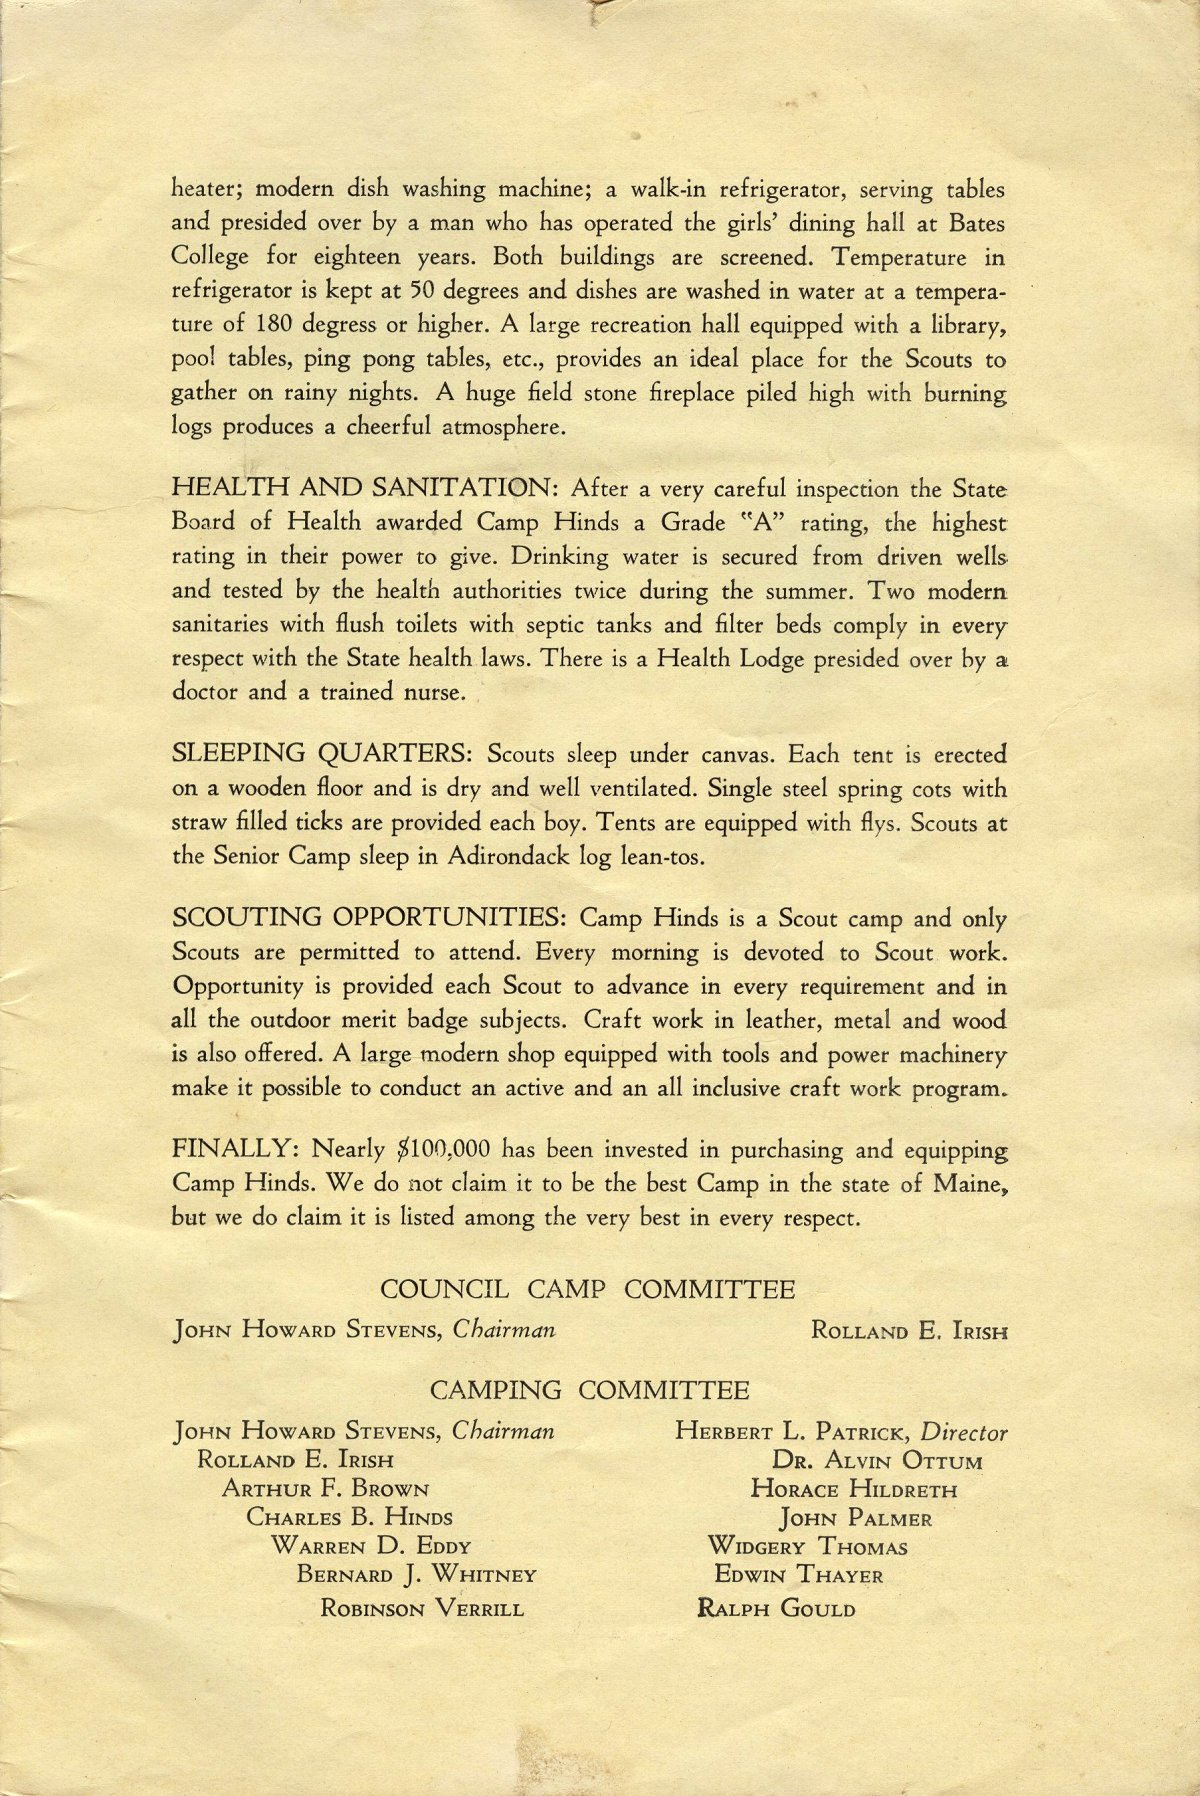 heater; modern dish washing machine; a walk-in refrigerator, serving tables
and presided over by a man who has operated the girls' dining hall at Bates
College for eighteen years. Both buildings are screened. Temperature in
refrigerator is kept at 50 degrees and dishes are washed in water at a tempera-
ture of 180 degress or higher. A large recreation hall equipped with a library,
pool tables, ping pong tables, etc., provides an ideal place for the Scouts to
gather on rainy nights. A huge field stone fireplace piled high with burning
logs produces a cheerful atmosphere.
HEALTH AND SANITATION: After a very careful inspection the State
Board of Health awarded Camp Hinds a Grade "A" rating, the highest
rating in their power to give. Drinking water is secured from driven wells
and tested by the health authorities twice during the summer. Two modern
sanitaries with flush toilets with septic tanks and filter beds comply in every
respect with the State health laws. There is a Health Lodge presided over by a
doctor and a trained nurse.
SLEEPING QUARTERS: Scouts sleep under canvas. Each tent is erected
on a wooden floor and is dry and well ventilated. Single steel spring cots with
straw filled ticks are provided each boy. Tents are equipped with flys. Scouts at
the Senior Camp sleep in Adirondack log lean-tos.
SCOUTING OPPORTUNITIES: Camp Hinds is a Scout camp and only
Scouts are permitted to attend. Every morning is devoted to Scout work.
Opportunity is provided each Scout to advance in every requirement and in
all the outdoor merit badge subjects. Craft work in leather, metal and wood
is also offered. A large modern shop equipped with tools and power machinery
make it possible to conduct an active and an all inclusive craft work program.
FINALLY: Nearly $100,000 has been invested in purchasing and equipping
Camp Hinds. We do not claim it to be the best Camp in the state of Maine,
but we do claim it is listed among the very best in every respect.
COUNCIL CAMP COMMITTEE
JOHN HOWARD STEVENS, Chairman ROLLAND E. IRISH
CAMPING COMMITTEE
JOHN HOWARD STEVENS, Chairman HERBERT L. PATRICK, Director
ROLLAND E. IRISH DR. ALVIN OTTUM
ARTHUR F. BROWN HORACE HILDRETH
CHARLES B. HINDS JOHN PALMER
WARREN D. EDDY WIDGERY THOMAS
BERNARD J. WHITNEY EDWIN THAYER
ROBINSON VERRILL RALPH GOULD